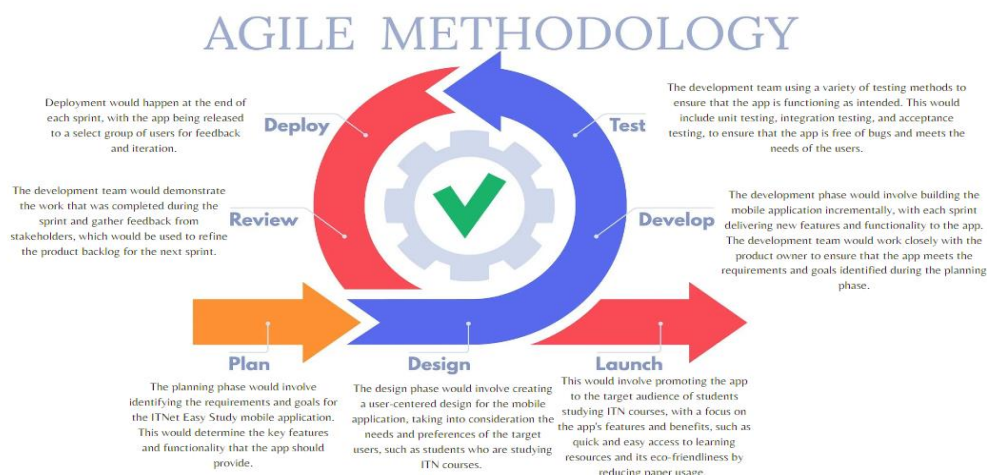 AGILE METHODOLOGY
Deployment would happen at the end of
each sprint, with the app being released
to a select group of users for feedback
and iteration.
Deploy
The development team using a variety of testing methods to
ensure that the app is functioning as intended. This would
include unit testing, integration testing, and acceptance
testing, to ensure that the app is free of bugs and meets the
needs of the users.
Test
The development team would demonstrate
the work that was completed during the
sprint and gather feedback from
stakeholders, which would be used to refine
the product backlog for the next sprint.
Review
The development phase would involve building the
mobile application incrementally, with each sprint
delivering new features and functionality to the app.
The development team would work closely with the
product owner to ensure that the app meets the
requirements and goals identified during the planning
phase.
Develop
Plan
The planning phase would involve
identifying the requirements and goals for
the ITNet Easy Study mobile application.
This would determine the key features
and functionality that the app should
provide.
Design
The design phase would involve creating
a user-centered design for the mobile
application, taking into consideration the
needs and preferences of the target
users, such as students who are studying
ITN courses.
Launch
This would involve promoting the app
to the target audience of students
studying ITN courses, with a focus on
the app's features and benefits, such as
quick and easy access to learning
resources and its eco-friendliness by
reducing paper usage.